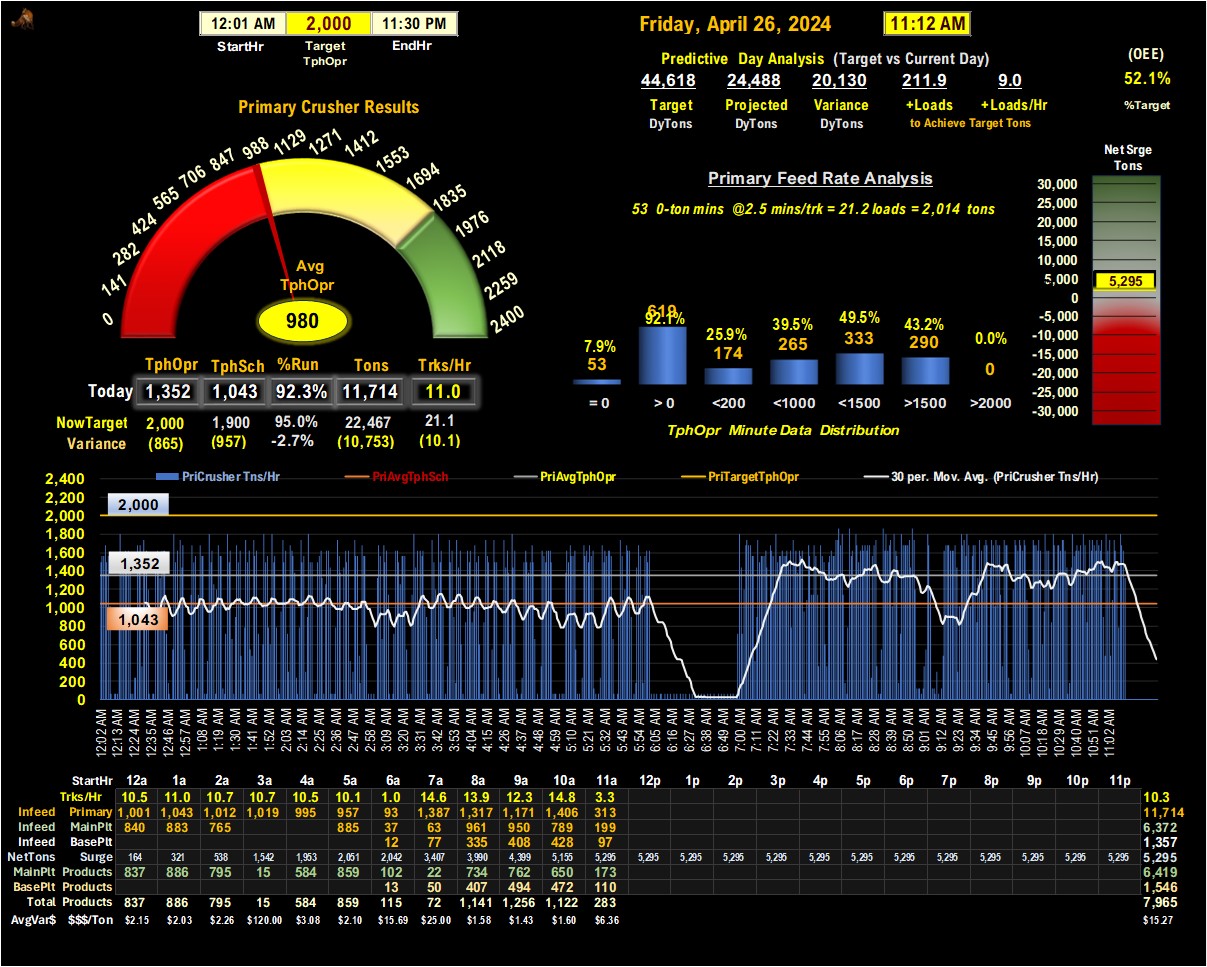 12:01 AM 2,000 11:30 PM
StartHr Target TphOpr EndHr
Friday, April 26, 2024 11:12 AM
Predictive Day Analysis (Target vs Current Day)
44,618 24,488 20,130 211.9 9.0
Target Projected Variance +Loads +Loads/Hr
DyTons DyTons DyTons to Achieve Target Tons
(OEE)
52.1%
%Target
Primary Crusher Results
0 141 282 424 565 706 847 988 1129 1271 1412 1553 1694 1835 1976 2118 2259 2400
Avg
TphOpr
980
TphOpr TphSch %Run Tons Trks/Hr
Today 1,352 1,043 92.3% 11,714 11.0
NowTarget 2,000 1,900 95.0% 22,467 21.1
Variance (865) (957) -2.7% (10,753) (10.1)
Primary Feed Rate Analysis
53 0-ton mins @2.5 mins/trk = 21.2 loads = 2,014 tons
7.9% 92.1% 25.9% 39.5% 49.5% 43.2% 0.0%
53 619 174 265 333 290 0
= 0 > 0 <200 <1000 <1500 >1500 >2000
TphOpr Minute Data Distribution
Net Srge
Tons
30,000
25,000
20,000
15,000
10,000
5,000 5,295
0
-5,000
-10,000
-15,000
-20,000
-25,000
-30,000
PriCrusher Tns/Hr PriAvgTphSch PriAvgTphOpr PriTargetTphOpr 30 per. Mov. Avg. (PriCrusher Tns/Hr)
2,400
2,200
2,000 2,000
1,800
1,600
1,400 1,352
1,200
1,000 1,043
800
600
400
200
0
12:02 AM 12:13 AM 12:24 AM 12:35 AM 12:46 AM 12:57 AM 1:08 AM 1:19 AM 1:30 AM 1:41 AM 1:52 AM 2:03 AM 2:14 AM 2:25 AM 2:36 AM 2:47 AM 2:58 AM 3:09 AM 3:20 AM 3:31 AM 3:42 AM 3:53 AM 4:04 AM 4:15 AM 4:26 AM 4:37 AM 4:48 AM 4:59 AM 5:10 AM 5:21 AM 5:32 AM 5:43 AM 5:54 AM 6:05 AM 6:16 AM 6:27 AM 6:38 AM 6:49 AM 7:00 AM 7:11 AM 7:22 AM 7:33 AM 7:44 AM 7:55 AM 8:06 AM 8:17 AM 8:28 AM 8:39 AM 8:50 AM 9:01 AM 9:12 AM 9:23 AM 9:34 AM 9:45 AM 9:56 AM 10:07 AM 10:18 AM 10:29 AM 10:40 AM 10:51 AM 11:02 AM
StartHr 12a 1a 2a 3a 4a 5a 6a 7a 8a 9a 10a 11a 12p 1p 2p 3p 4p 5p 6p 7p 8p 9p 10p 11p
Trks/Hr 10.5 11.0 10.7 10.7 10.5 10.1 1.0 14.6 13.9 12.3 14.8 3.3 10.3
Infeed Primary 1,001 1,043 1,012 1,019 995 957 93 1,387 1,317 1,171 1,406 313 11,714
Infeed MainPlt 840 883 765 885 37 63 961 950 789 199 6,372
Infeed BasePlt 12 77 335 408 428 97 1,357
NetTons Surge 164 321 538 1,542 1,953 2,051 2,042 3,407 3,990 4,399 5,155 5,295 5,295 5,295 5,295 5,295 5,295 5,295 5,295 5,295 5,295 5,295 5,295 5,295 5,295
MainPlt Products 837 886 795 15 584 859 102 22 734 762 650 173 6,419
BasePlt Products 13 50 407 494 472 110 1,546
Total Products 837 886 795 15 584 859 115 72 1,141 1,256 1,122 283 7,965
AvgVar$ $$$/Ton $2.15 $2.03 $2.26 $120.00 $3.08 $2.10 $15.69 $25.00 $1.58 $1.43 $1.60 $6.36 $15.27